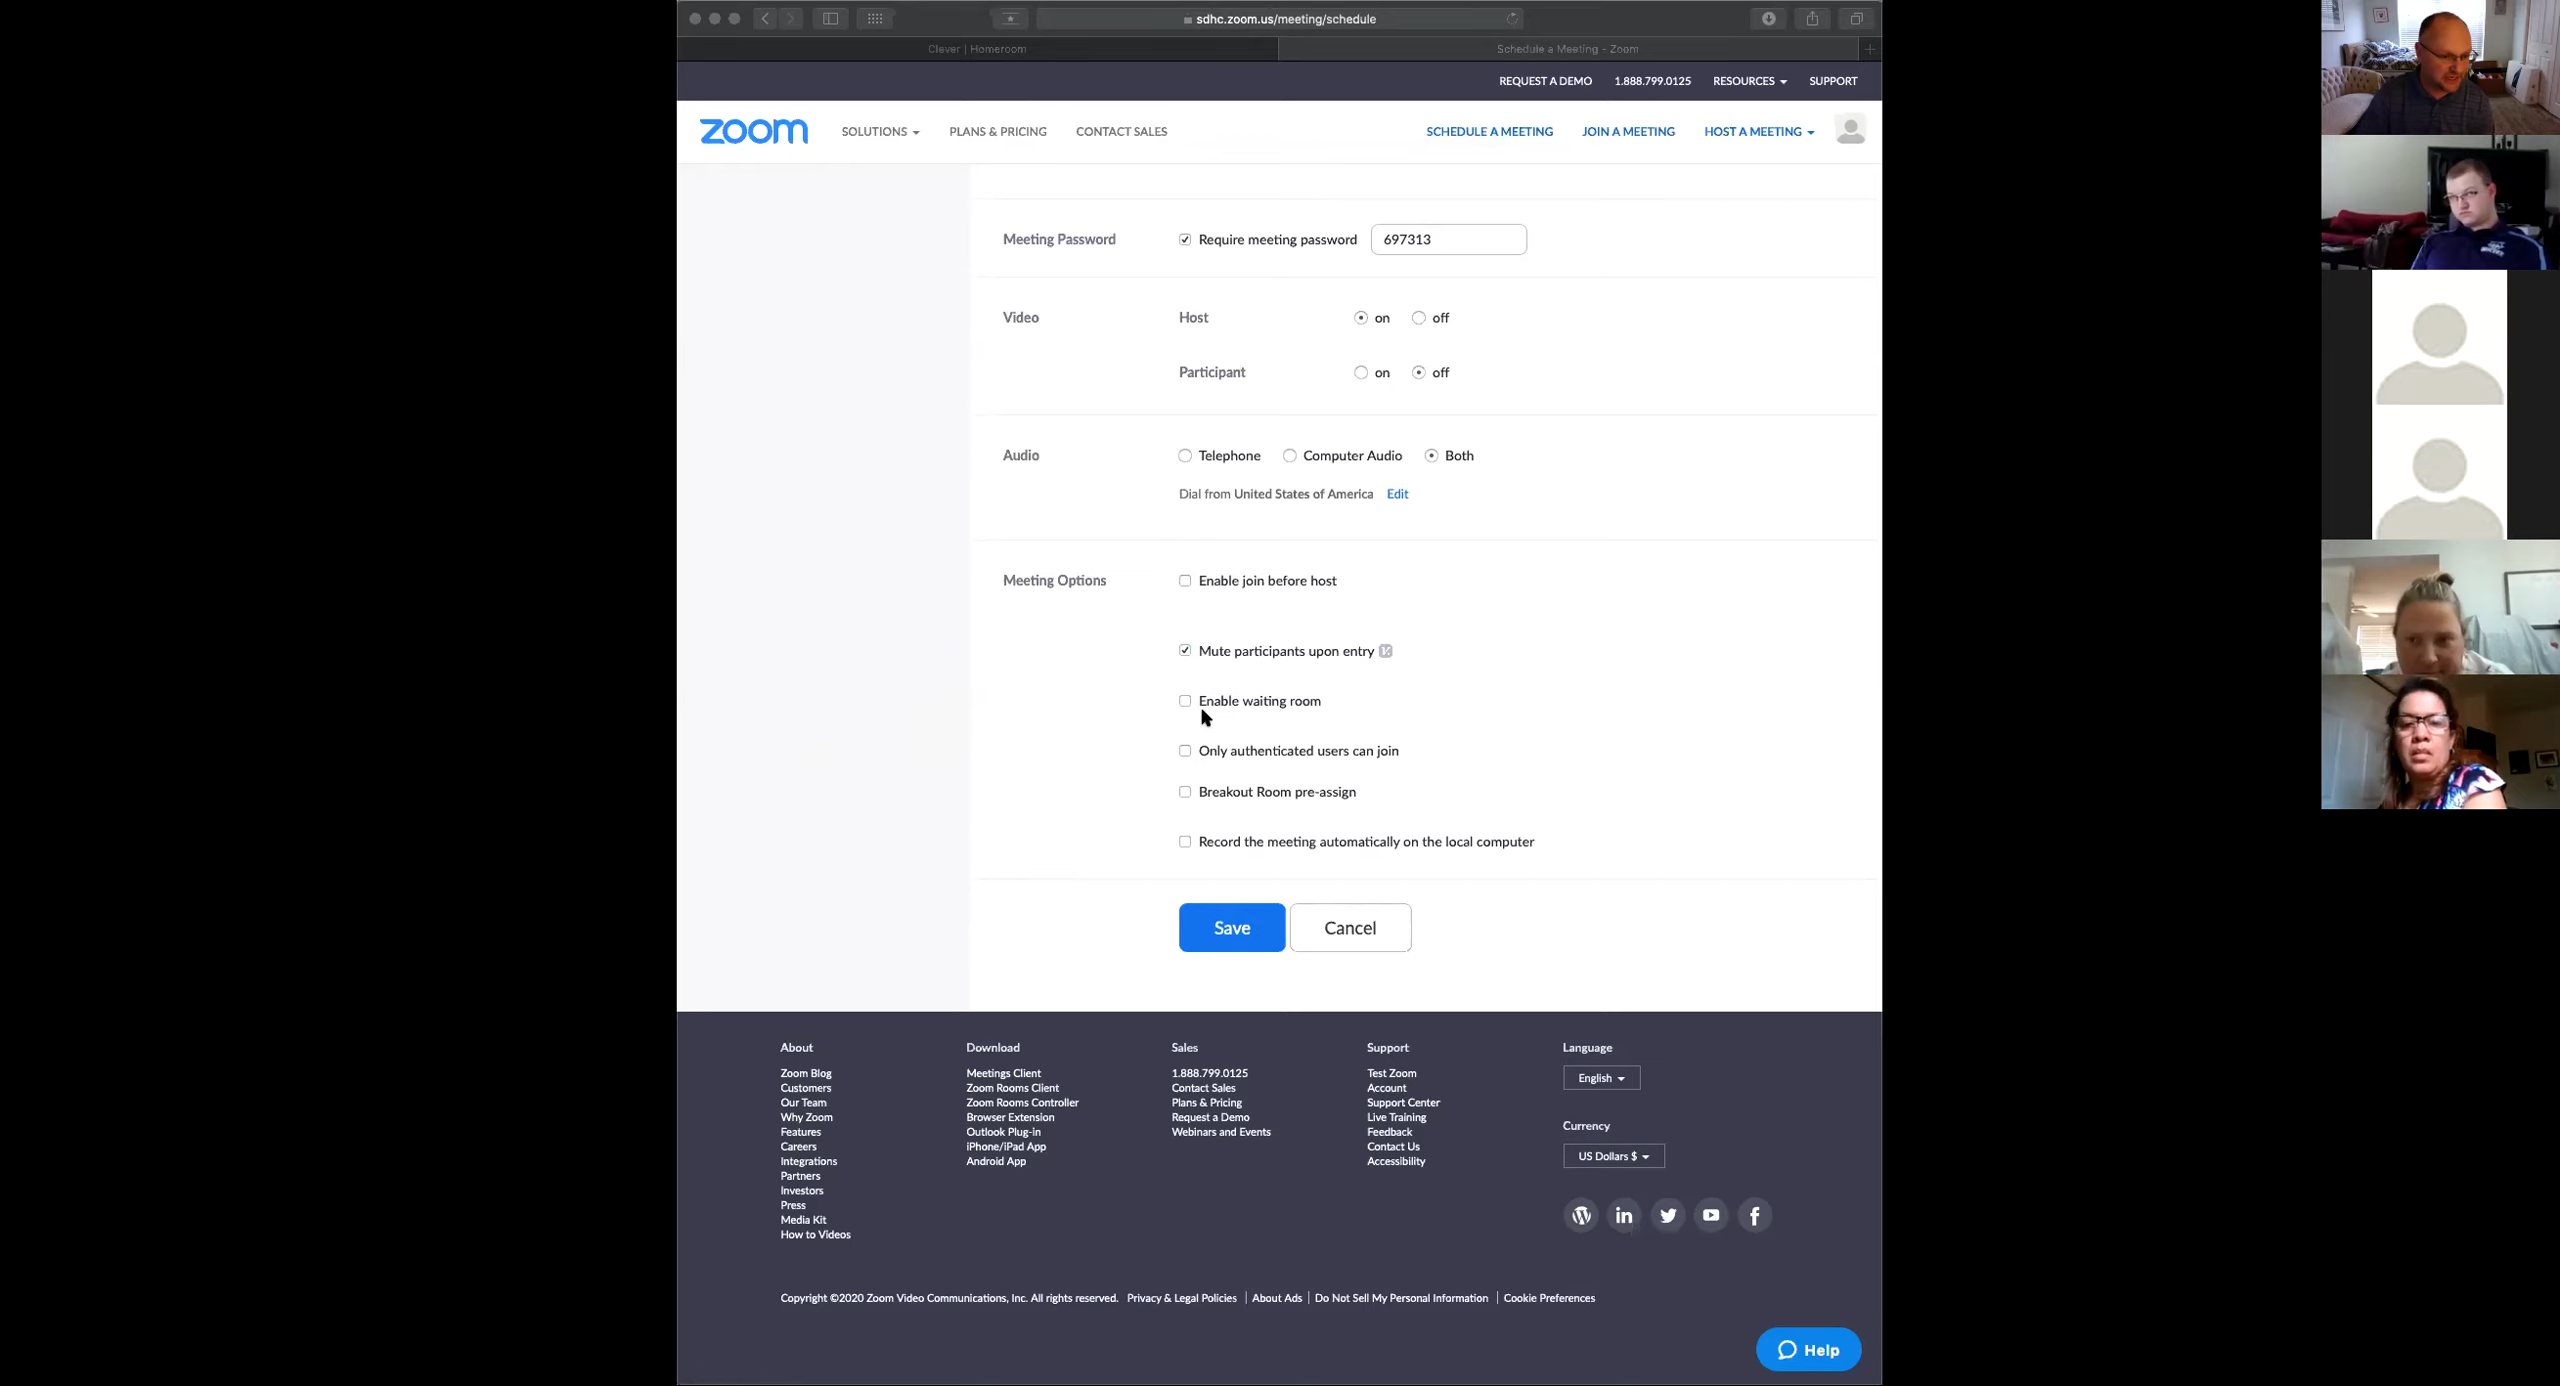 sdhc.zoom.us/meeting/schedule
Clever | Homeroom
Schedule a Meeting - Zoom
REQUEST A DEMO 1.888.799.0125 RESOURCES SUPPORT
zoom SOLUTIONS PLANS & PRICING CONTACT SALES SCHEDULE A MEETING JOIN A MEETING HOST A MEETING
Meeting Password Require meeting password 697313
Video Host on off
Participant on off
Audio Telephone Computer Audio Both
Dial from United States of America Edit
Meeting Options Enable join before host
Mute participants upon entry
Enable waiting room
Only authenticated users can join
Breakout Room pre-assign
Record the meeting automatically on the local computer
Save Cancel
About
Zoom Blog
Customers
Our Team
Why Zoom
Features
Careers
Integrations
Partners
Investors
Press
Media Kit
How to Videos
Download
Meetings Client
Zoom Rooms Client
Zoom Rooms Controller
Browser Extension
Outlook Plug-in
iPhone/iPad App
Android App
Sales
1.888.799.0125
Contact Sales
Plans & Pricing
Request a Demo
Webinars and Events
Support
Test Zoom
Account
Support Center
Live Training
Feedback
Contact Us
Accessibility
Language
English
Currency
US Dollars $
in f
Copyright ©2020 Zoom Video Communications, Inc. All rights reserved. Privacy & Legal Policies | About Ads | Do Not Sell My Personal Information | Cookie Preferences
Help